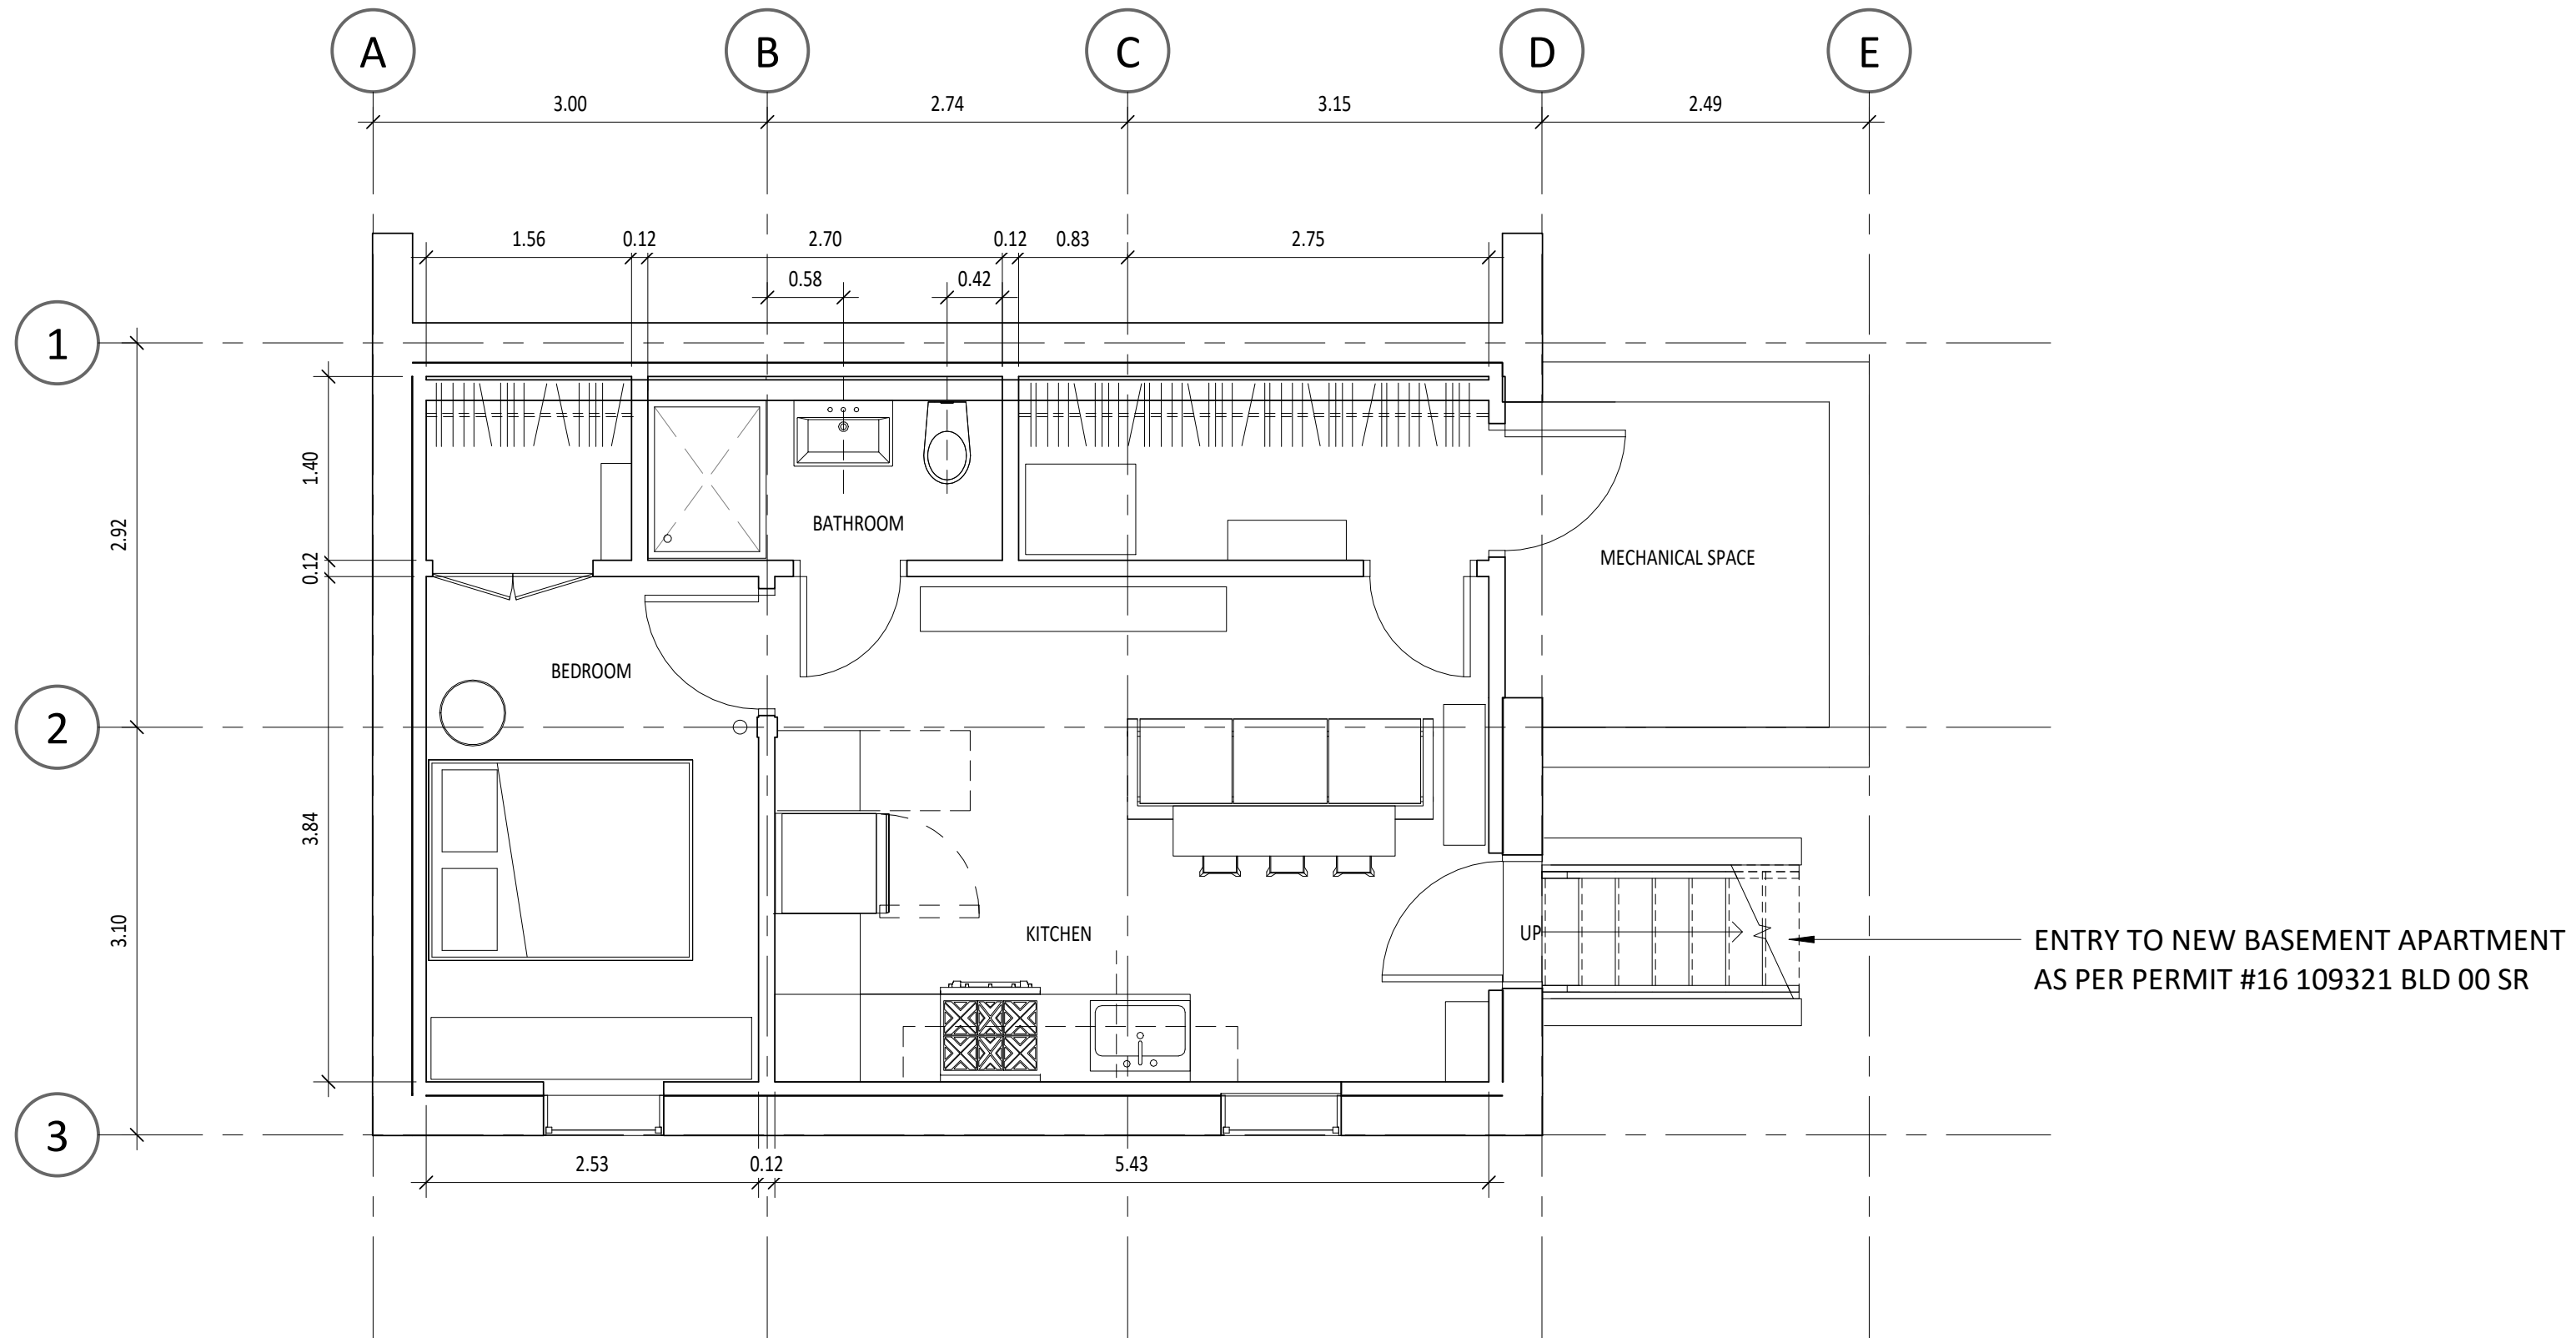 A B C D E
3.00 2.74 3.15 2.49
1.56 0.12 2.70 0.12 0.83 2.75
0.58 0.42
1
1.40
2.92
BATHROOM
MECHANICAL SPACE
0.12
BEDROOM
2
3.84
3.10
KITCHEN
UP
ENTRY TO NEW BASEMENT APARTMENT
AS PER PERMIT #16 109321 BLD 00 SR
3
2.53 0.12 5.43